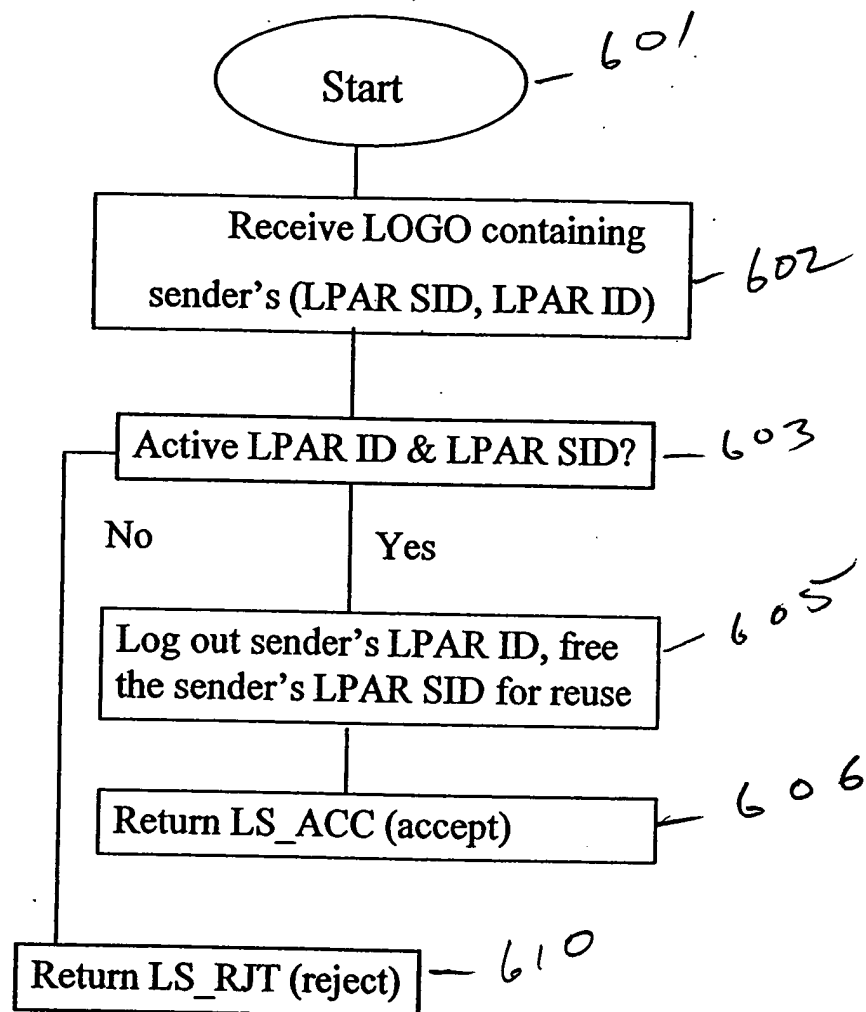 Start
601
Receive LOGO containing
sender's (LPAR SID, LPAR ID)
602
Active LPAR ID & LPAR SID?
603
No
Yes
Log out sender's LPAR ID, free
the sender's LPAR SID for reuse
605
Return LS_ACC (accept)
606
Return LS_RJT (reject)
610